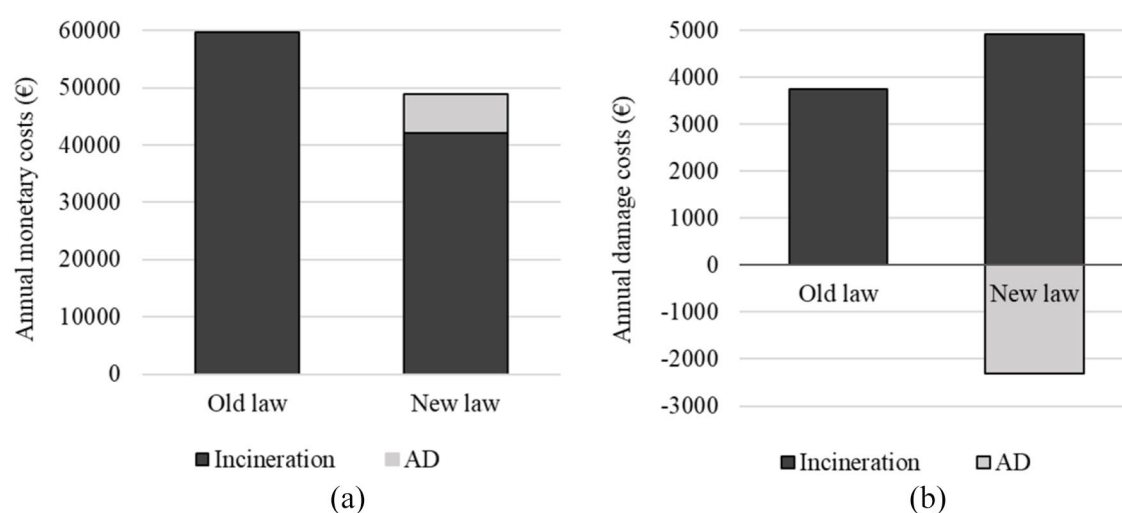 Annual monetary costs (€)
60000
50000
40000
30000
20000
10000
0
Old law New law
Incineration AD
(a)
Annual damage costs (€)
5000
4000
3000
2000
1000
0
-1000
-2000
-3000
Old law New law
Incineration AD
(b)